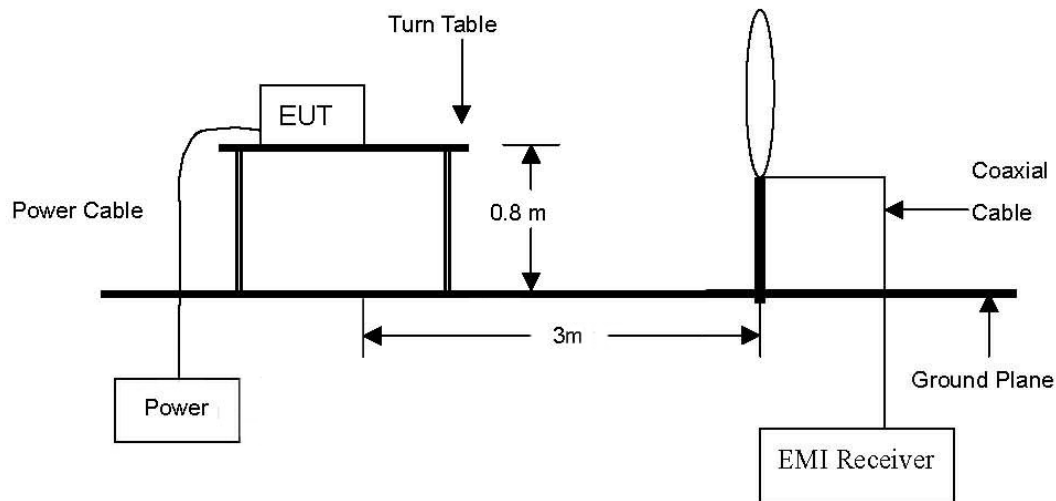 Turn Table
EUT
Coaxial
Cable
Power Cable
0.8 m
3m
Ground Plane
Power
EMI Receiver